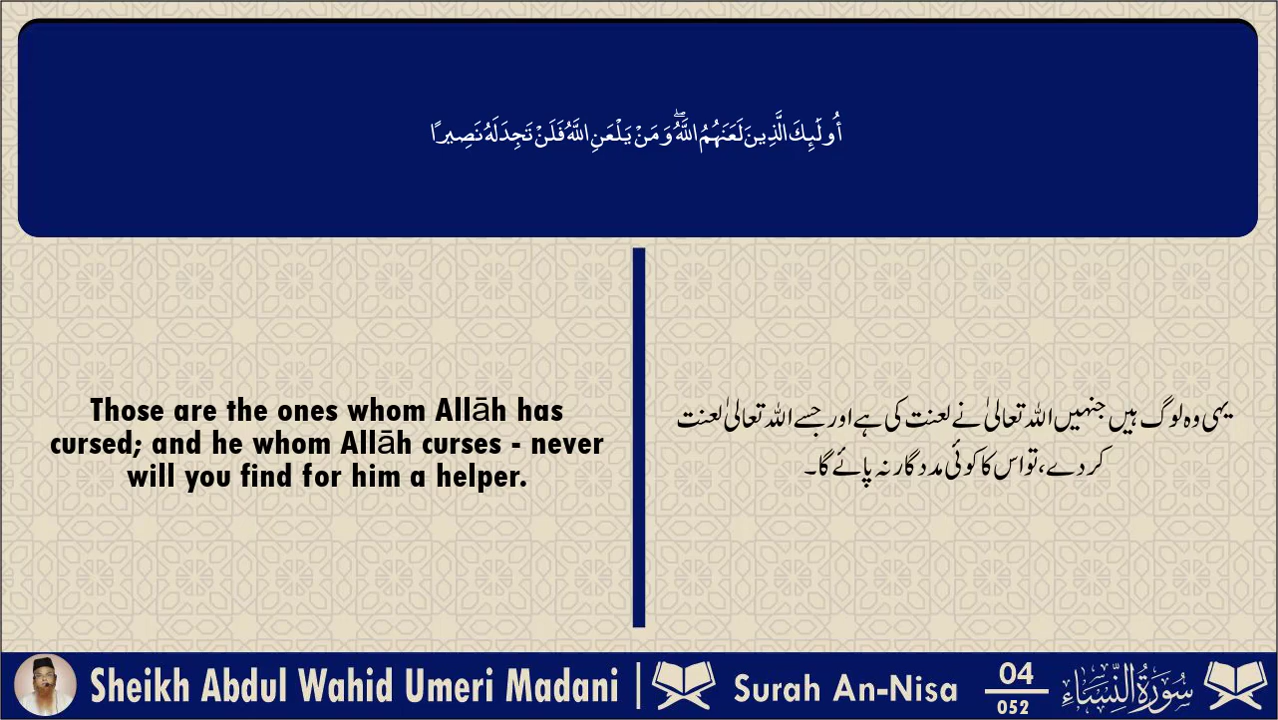 أُولَٰئِكَ الَّذِينَ لَعَنَهُمُ اللَّهُ ۖ وَمَنْ يَلْعَنِ اللَّهُ فَلَنْ تَجِدَ لَهُ نَصِيرًا
Those are the ones whom Allāh has
cursed; and he whom Allāh curses - never
will you find for him a helper.
یہی وہ لوگ ہیں جنہیں اللہ تعالیٰ نے لعنت کی ہے اور جسے اللہ تعالیٰ لعنت
کر دے، تو اس کا کوئی مددگار نہ پائے گا۔
Sheikh Abdul Wahid Umeri Madani | Surah An-Nisa
04
052
سُورَةُ النِّسَاء